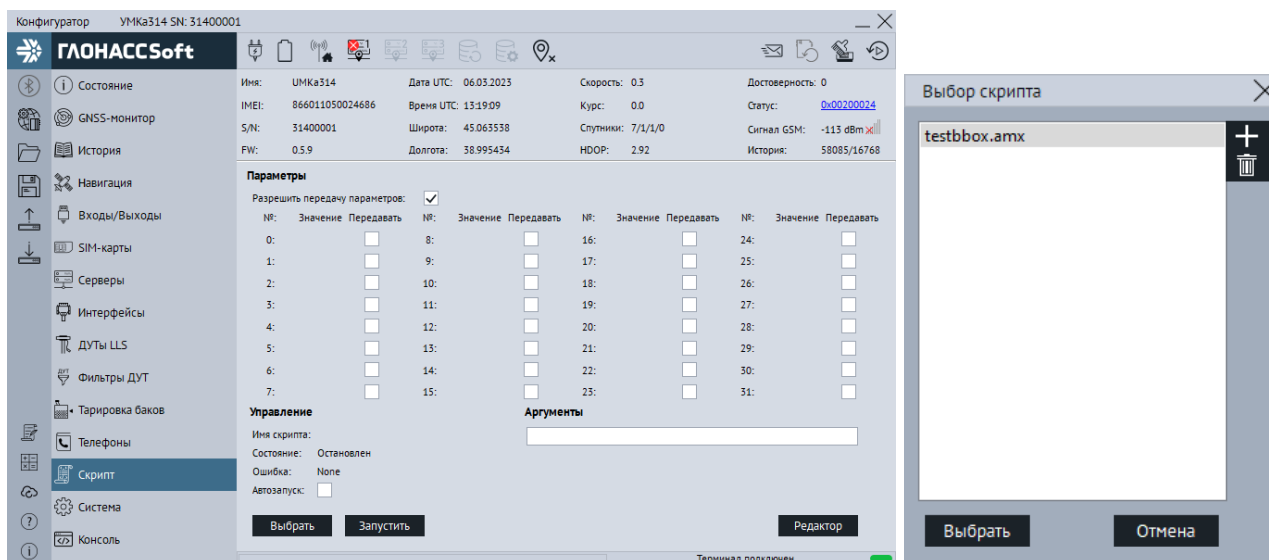 Конфигуратор УМКа314 SN: 31400001
ГЛОНАССSoft
Состояние
GNSS-монитор
История
Навигация
Входы/Выходы
SIM-карты
Серверы
Интерфейсы
ДУТы LLS
Фильтры ДУТ
Тарировка баков
Телефоны
Скрипт
Система
Консоль
Имя: UMKa314 Дата UTC: 06.03.2023 Скорость: 0.3 Достоверность: 0
IMEI: 866011050024686 Время UTC: 13:19:09 Курс: 0.0 Статус: 0x00200024
S/N: 31400001 Широта: 45.063538 Спутники: 7/1/1/0 Сигнал GSM: -113 dBm
FW: 0.5.9 Долгота: 38.995434 HDOP: 2.92 История: 58085/16768
Параметры
Разрешить передачу параметров:
№: Значение Передавать №: Значение Передавать №: Значение Передавать №: Значение Передавать
0: 8: 16: 24:
1: 9: 17: 25:
2: 10: 18: 26:
3: 11: 19: 27:
4: 12: 20: 28:
5: 13: 21: 29:
6: 14: 22: 30:
7: 15: 23: 31:
Управление Аргументы
Имя скрипта:
Состояние: Остановлен
Ошибка: None
Автозапуск:
Выбрать Запустить Редактор
Терминал подключен
Выбор скрипта
testbbox.amx
Выбрать Отмена